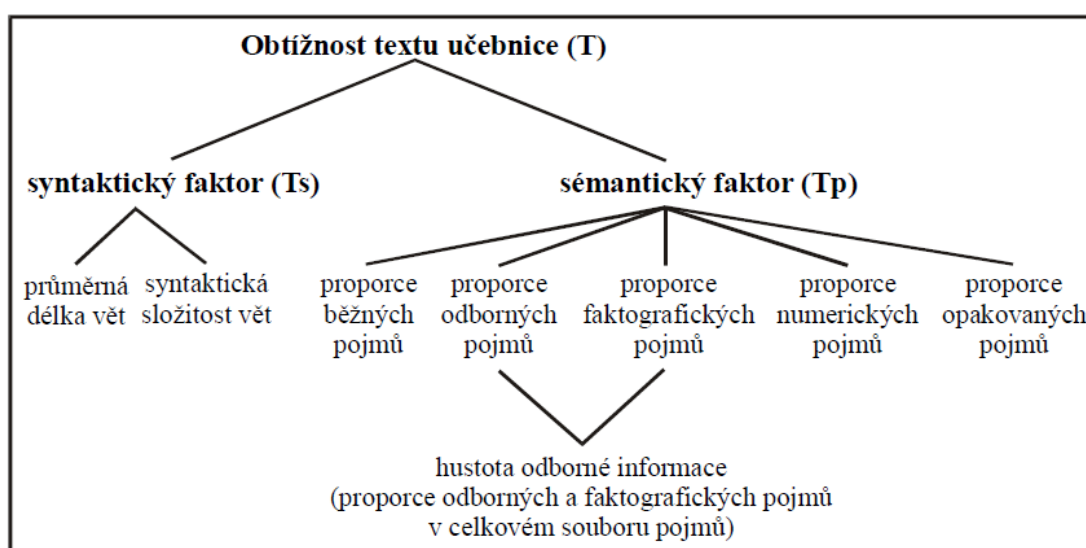 Obtížnost textu učebnice (T)
syntaktický faktor (Ts)
sémantický faktor (Tp)
průměrná
délka vět
syntaktická
složitost vět
proporce
běžných
pojmů
proporce
odborných
pojmů
proporce
faktografických
pojmů
proporce
numerických
pojmů
proporce
opakovaných
pojmů
hustota odborné informace
(proporce odborných a faktografických pojmů
v celkovém souboru pojmů)